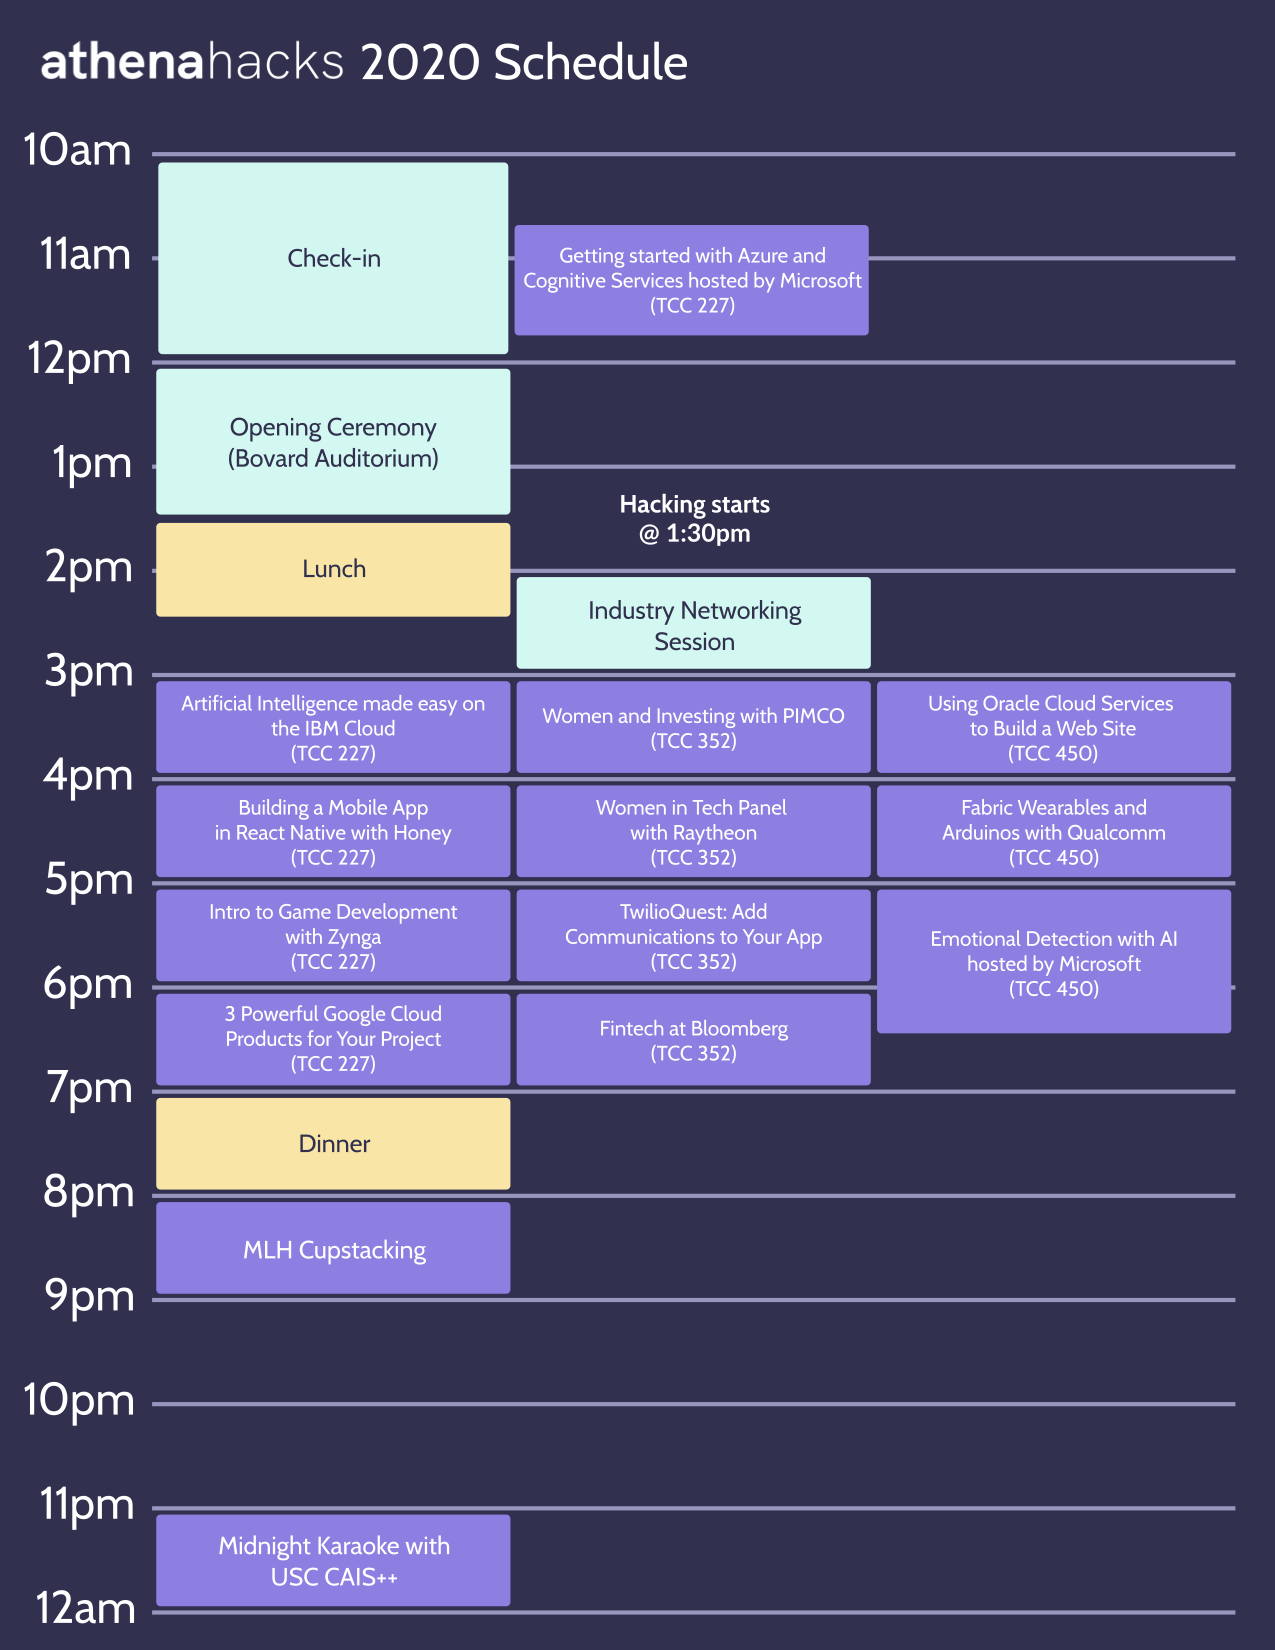 athenahacks 2020 Schedule
10am
Check-in
11am
Getting started with Azure and
Cognitive Services hosted by Microsoft
(TCC 227)
12pm
Opening Ceremony
(Bovard Auditorium)
1pm
Hacking starts
@ 1:30pm
Lunch
2pm
Industry Networking
Session
3pm
Artificial Intelligence made easy on
the IBM Cloud
(TCC 227)
Women and Investing with PIMCO
(TCC 352)
Using Oracle Cloud Services
to Build a Web Site
(TCC 450)
4pm
Building a Mobile App
in React Native with Honey
(TCC 227)
Women in Tech Panel
with Raytheon
(TCC 352)
Fabric Wearables and
Arduinos with Qualcomm
(TCC 450)
5pm
Intro to Game Development
with Zynga
(TCC 227)
TwilioQuest: Add
Communications to Your App
(TCC 352)
Emotional Detection with AI
hosted by Microsoft
(TCC 450)
6pm
3 Powerful Google Cloud
Products for Your Project
(TCC 227)
Fintech at Bloomberg
(TCC 352)
7pm
Dinner
8pm
MLH Cupstacking
9pm
10pm
11pm
Midnight Karaoke with
USC CAIS++
12am